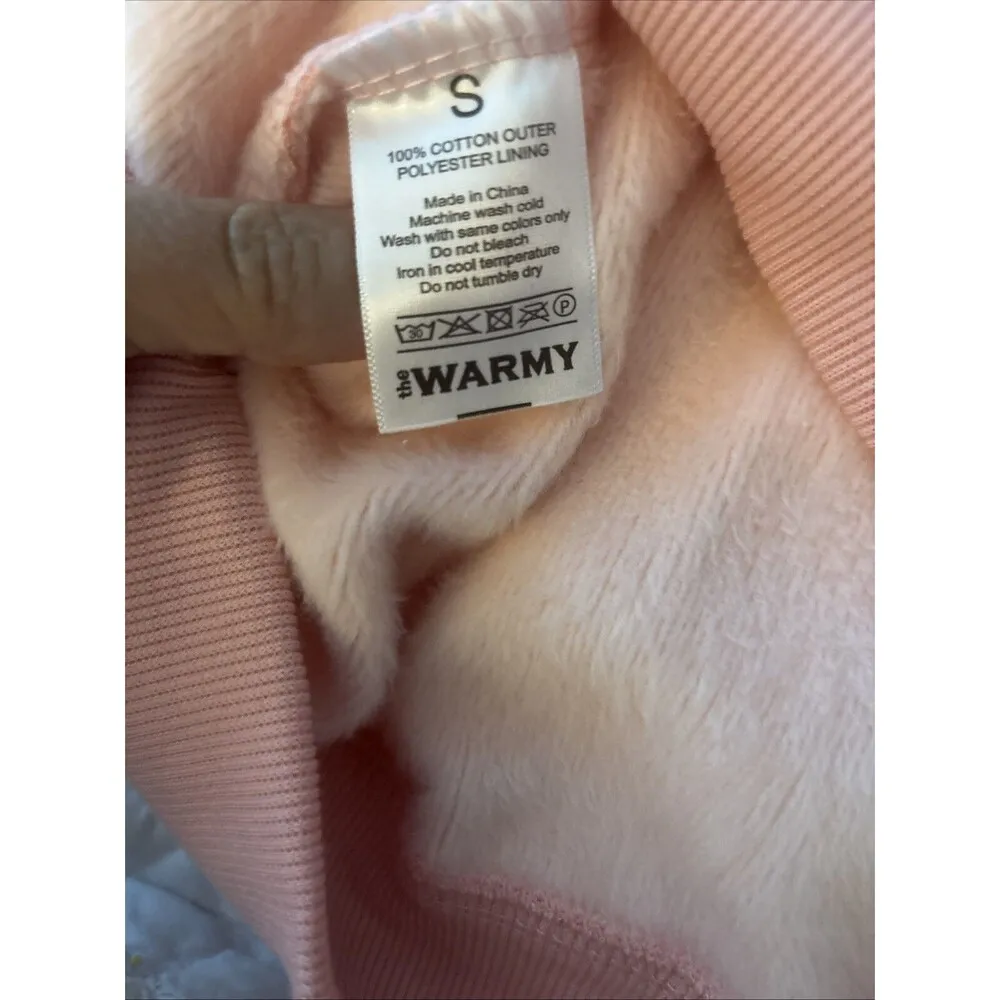 S
100% COTTON OUTER
POLYESTER LINING
Made in China
Machine wash cold
Wash with same colors only
Do not bleach
Iron in cool temperature
Do not tumble dry
30 P
the WARMY